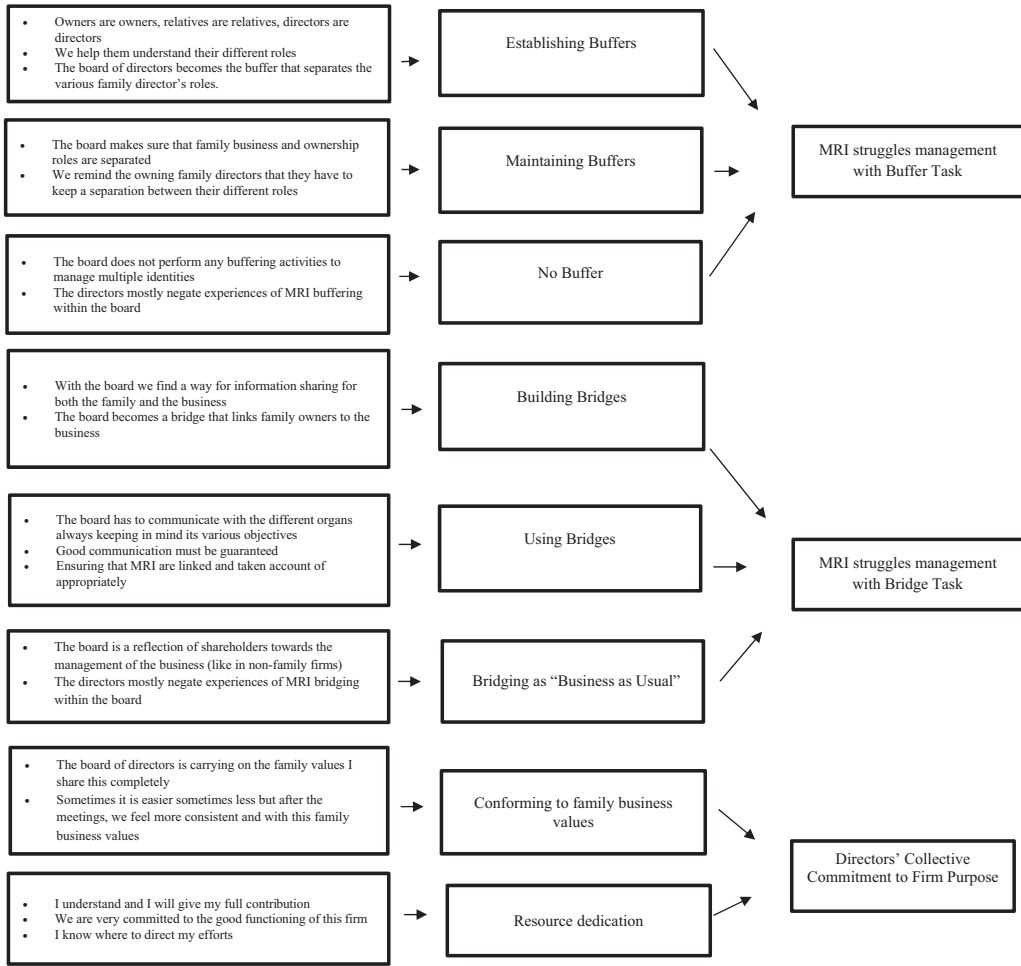 • Owners are owners, relatives are relatives, directors are
directors
• We help them understand their different roles
• The board of directors becomes the buffer that separates the
various family director’s roles.
Establishing Buffers
• The board makes sure that family business and ownership
roles are separated
• We remind the owning family directors that they have to
keep a separation between their different roles
Maintaining Buffers
• The board does not perform any buffering activities to
manage multiple identities
• The directors mostly negate experiences of MRI buffering
within the board
No Buffer
MRI struggles management
with Buffer Task
• With the board we find a way for information sharing for
both the family and the business
• The board becomes a bridge that links family owners to the
business
Building Bridges
• The board has to communicate with the different organs
always keeping in mind its various objectives
• Good communication must be guaranteed
• Ensuring that MRI are linked and taken account of
appropriately
Using Bridges
• The board is a reflection of shareholders towards the
management of the business (like in non-family firms)
• The directors mostly negate experiences of MRI bridging
within the board
Bridging as “Business as Usual”
MRI struggles management
with Bridge Task
• The board of directors is carrying on the family values I
share this completely
• Sometimes it is easier sometimes less but after the
meetings, we feel more consistent and with this family
business values
Conforming to family business
values
• I understand and I will give my full contribution
• We are very committed to the good functioning of this firm
• I know where to direct my efforts
Resource dedication
Directors’ Collective
Commitment to Firm Purpose